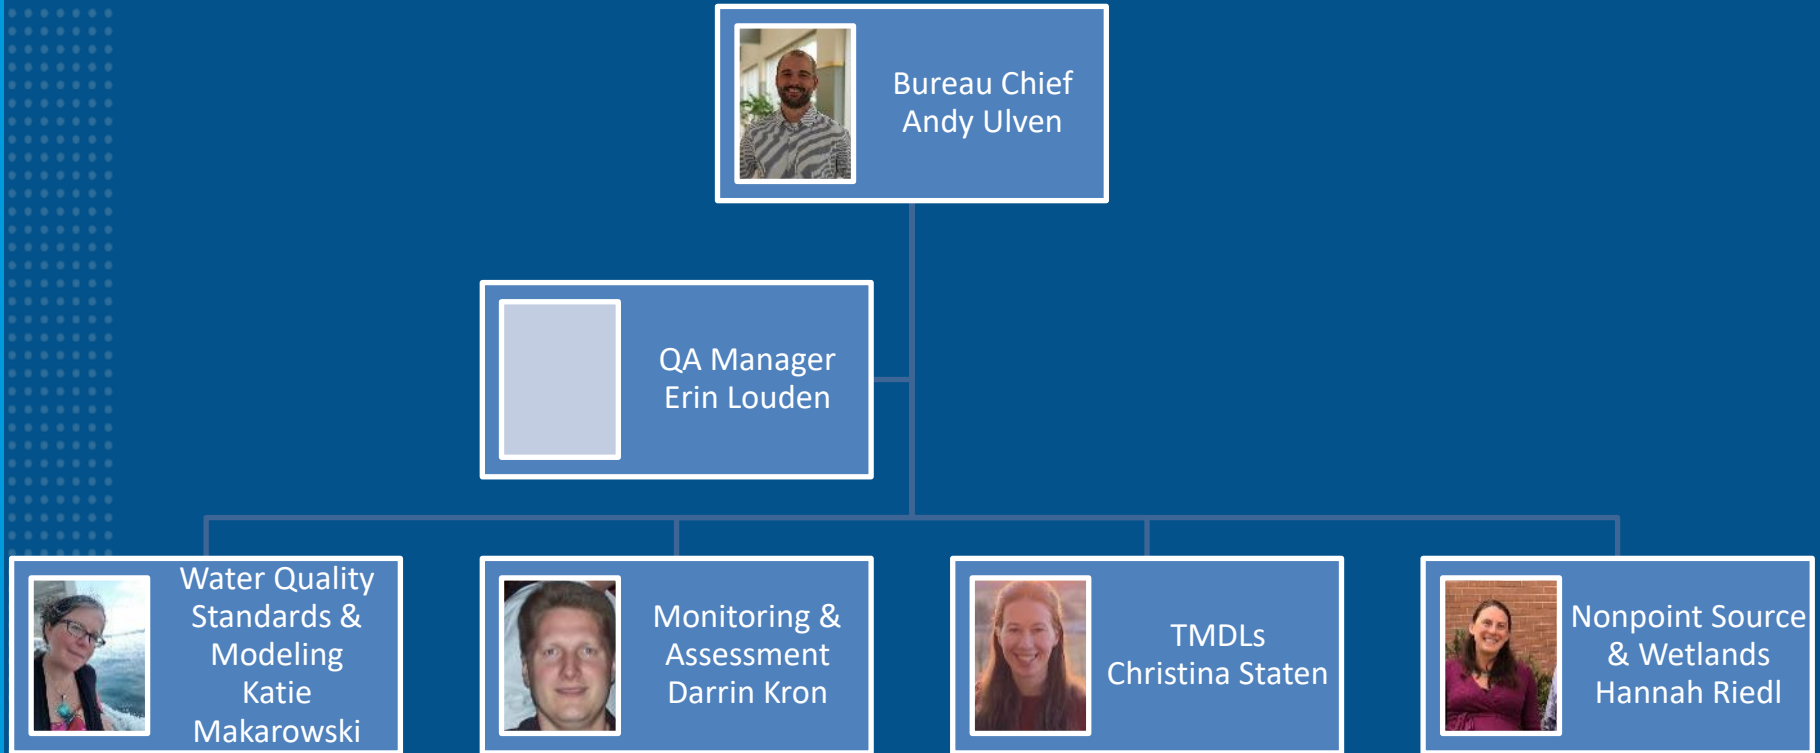 Bureau Chief
Andy Ulven
QA Manager
Erin Louden
Water Quality
Standards &
Modeling
Katie
Makarowski
Monitoring &
Assessment
Darrin Kron
TMDLs
Christina Staten
Nonpoint Source
& Wetlands
Hannah Riedl